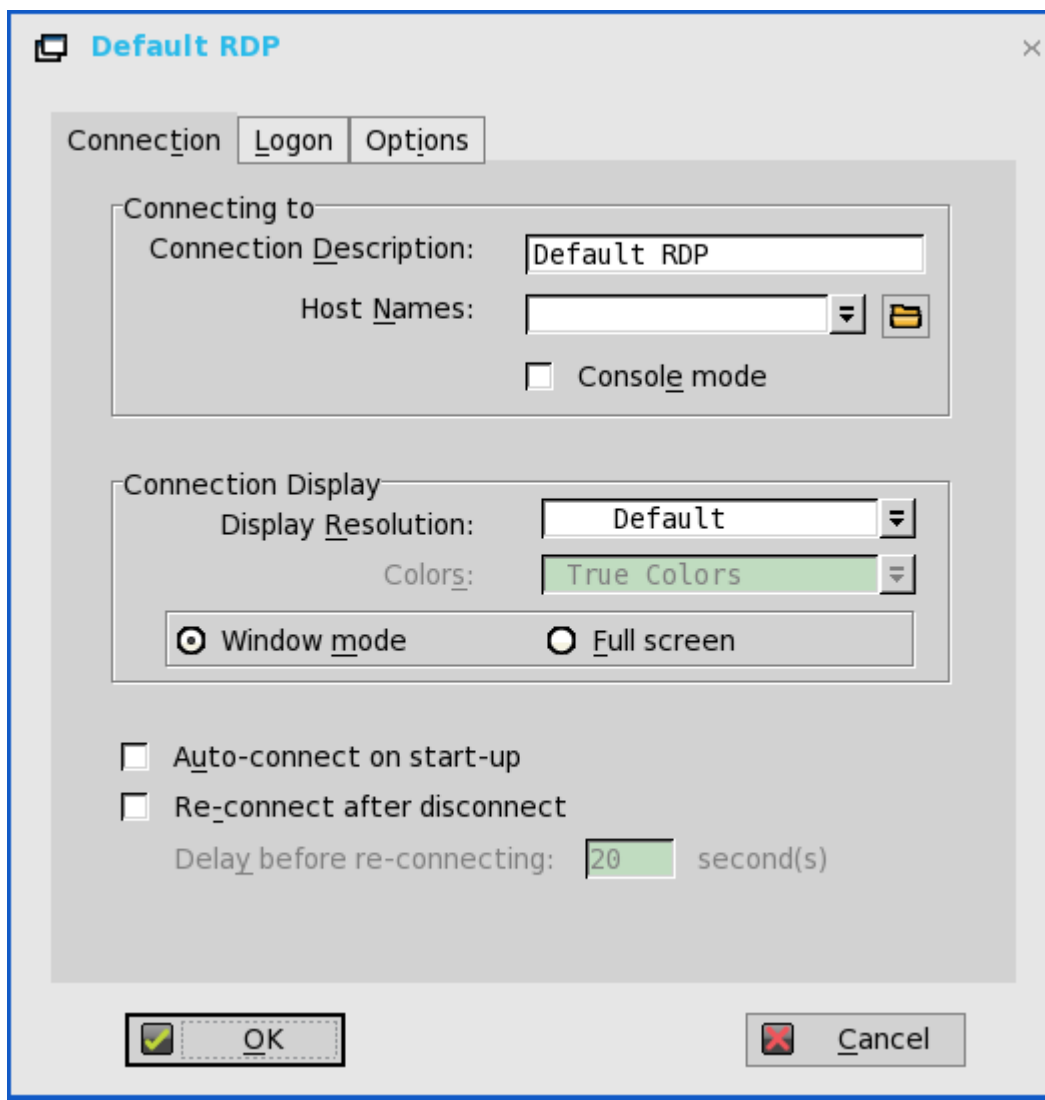 Default RDP
Connection Logon Options
Connecting to
Connection Description: Default RDP
Host Names:
Console mode
Connection Display
Display Resolution: Default
Colors: True Colors
Window mode Full screen
Auto-connect on start-up
Re-connect after disconnect
Delay before re-connecting: 20 second(s)
OK Cancel